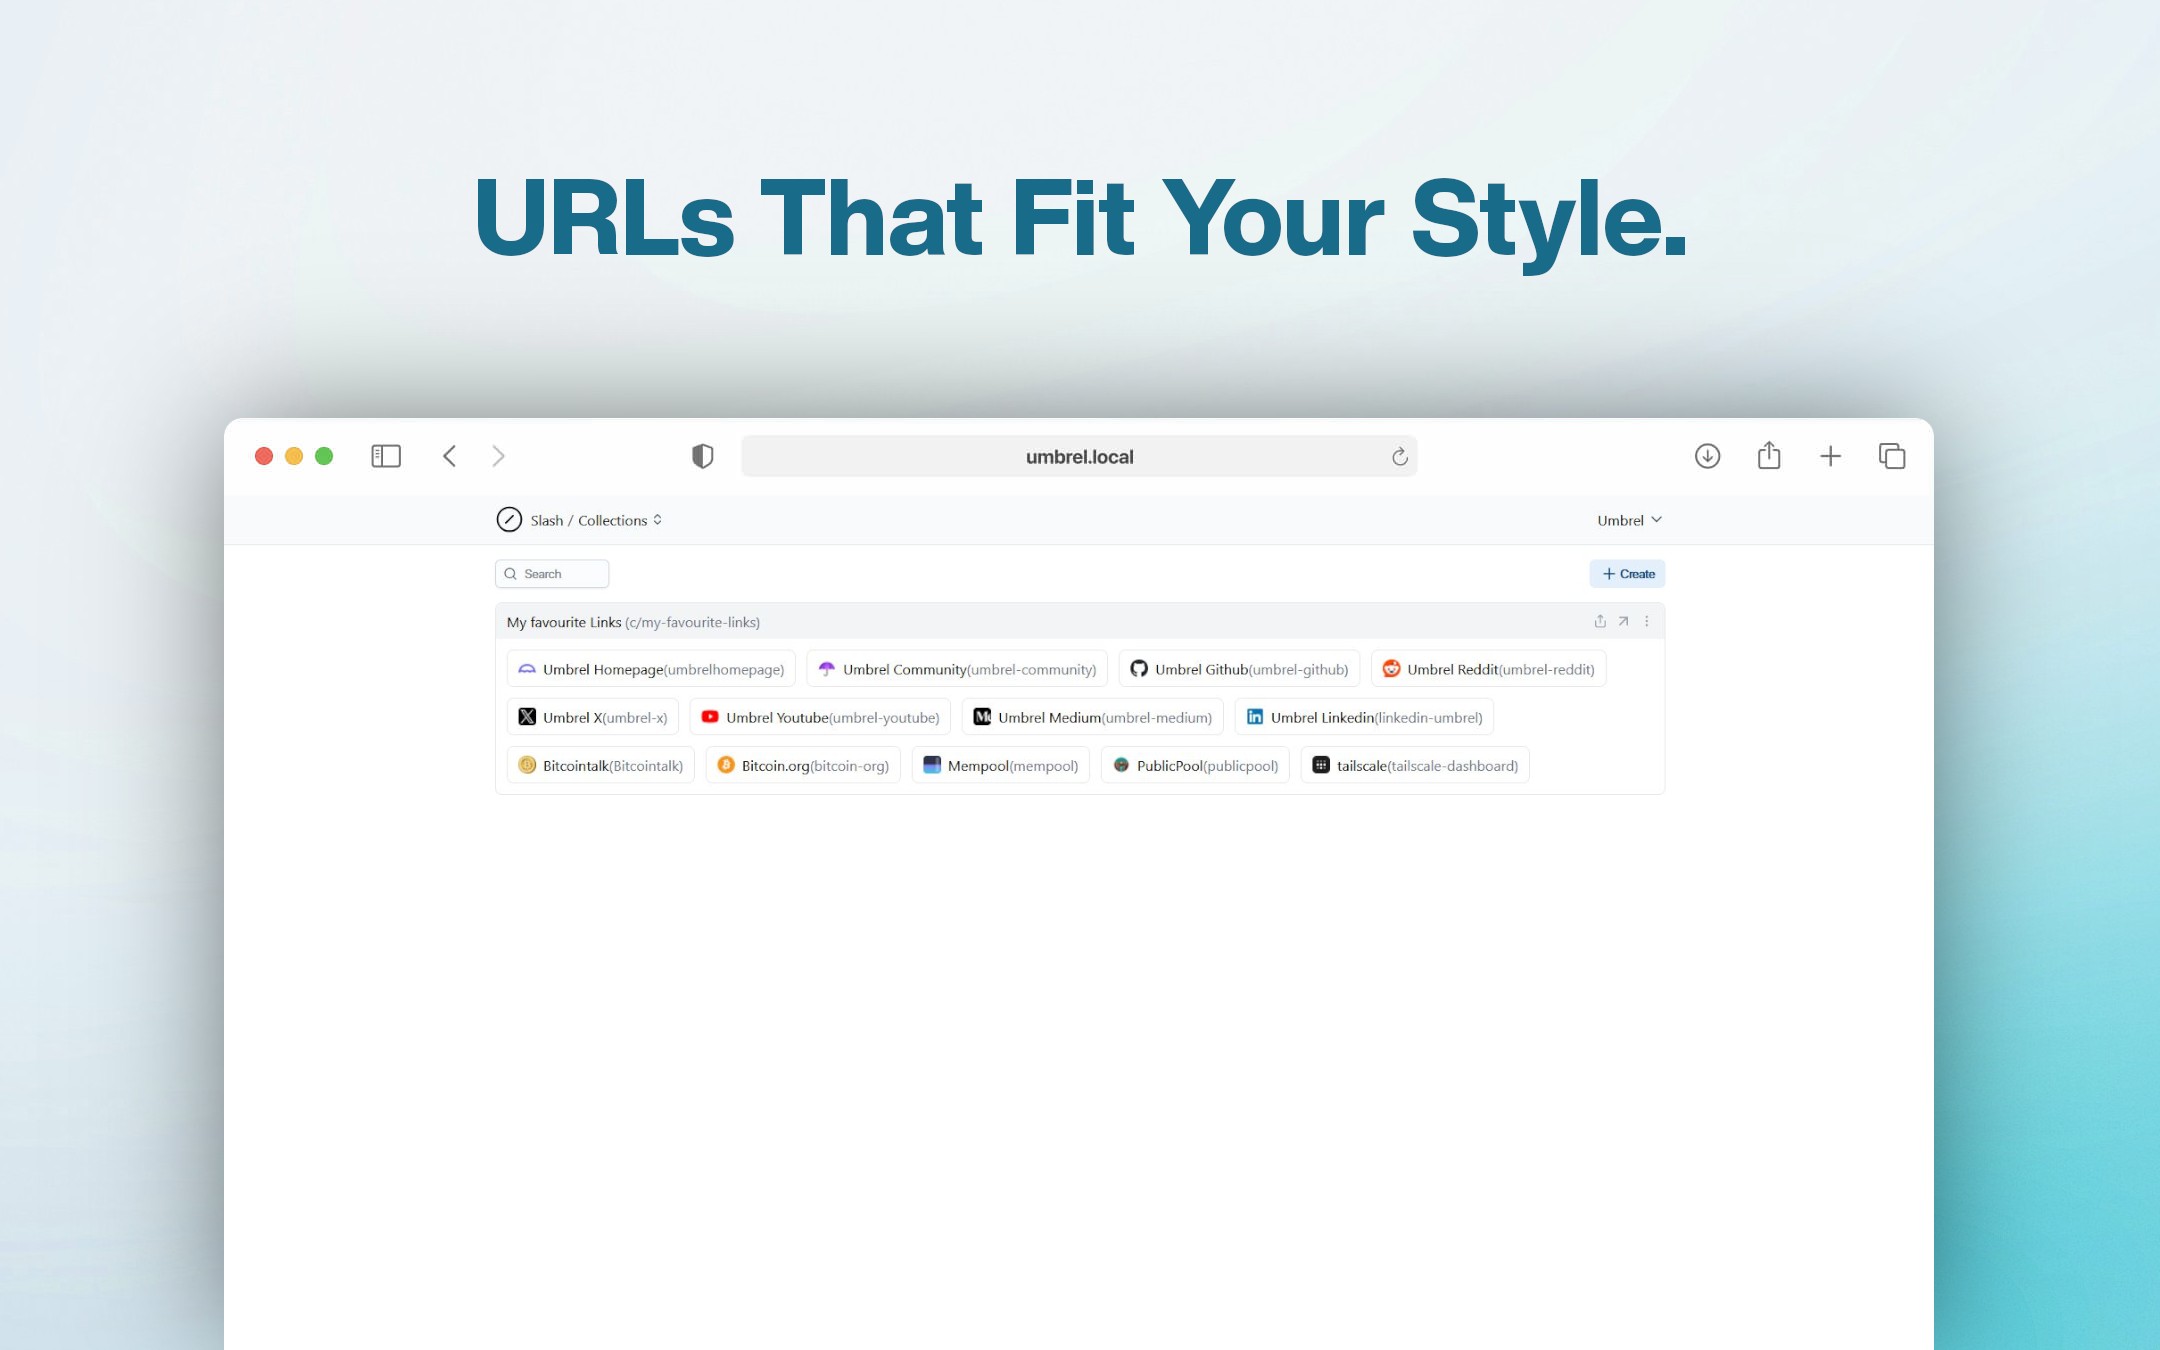 URLs That Fit Your Style.
umbrel.local
Slash / Collections
Umbrel
Search
Create
My favourite Links (c/my-favourite-links)
Umbrel Homepage(umbrelhomepage) Umbrel Community(umbrel-community) Umbrel Github(umbrel-github) Umbrel Reddit(umbrel-reddit)
Umbrel X(umbrel-x) Umbrel Youtube(umbrel-youtube) Umbrel Medium(umbrel-medium) Umbrel Linkedin(linkedin-umbrel)
Bitcointalk(Bitcointalk) Bitcoin.org(bitcoin-org) Mempool(mempool) PublicPool(publicpool) tailscale(tailscale-dashboard)